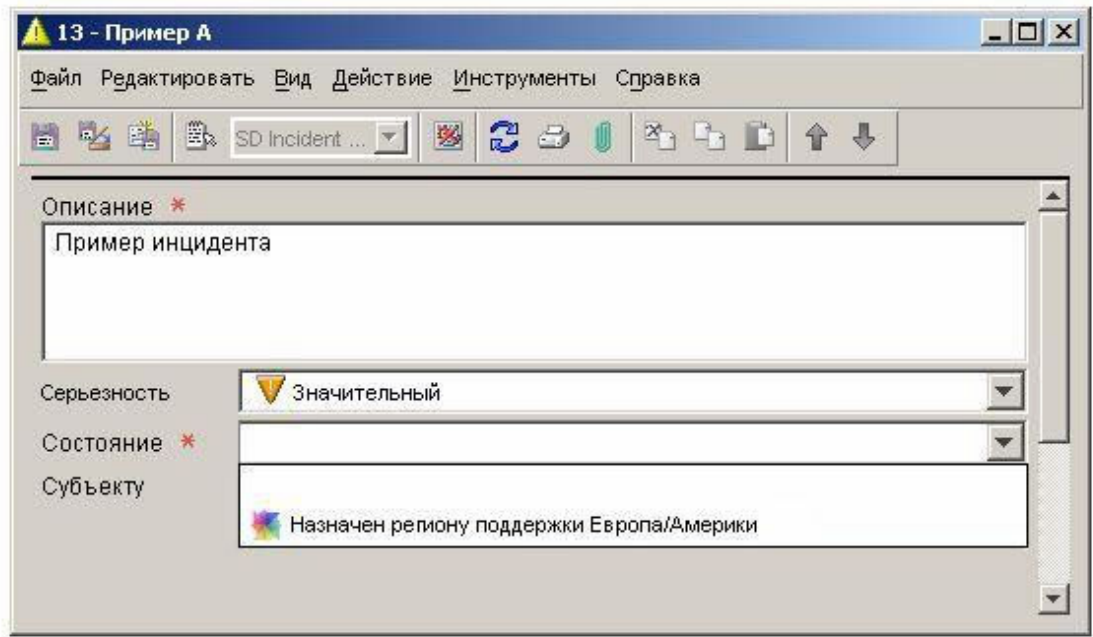 13 - Пример А
Файл Редактировать Вид Действие Инструменты Справка
SD Incident ...
Описание *
Пример инцидента
Серьезность
Значительный
Состояние *
Субъекту
Назначен региону поддержки Европа/Америки